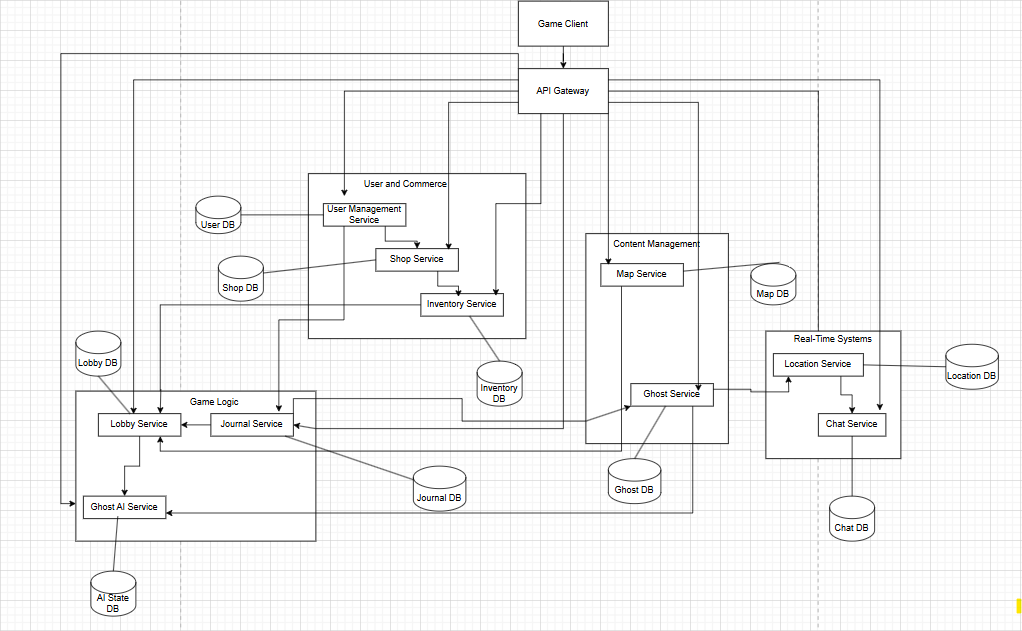 Game Client
API Gateway
User and Commerce
User Management
Service
User DB
Shop Service
Shop DB
Inventory Service
Inventory
DB
Content Management
Map Service
Map DB
Ghost Service
Ghost DB
Real-Time Systems
Location Service
Location DB
Chat Service
Chat DB
Lobby DB
Game Logic
Lobby Service
Journal Service
Journal DB
Ghost AI Service
AI State
DB